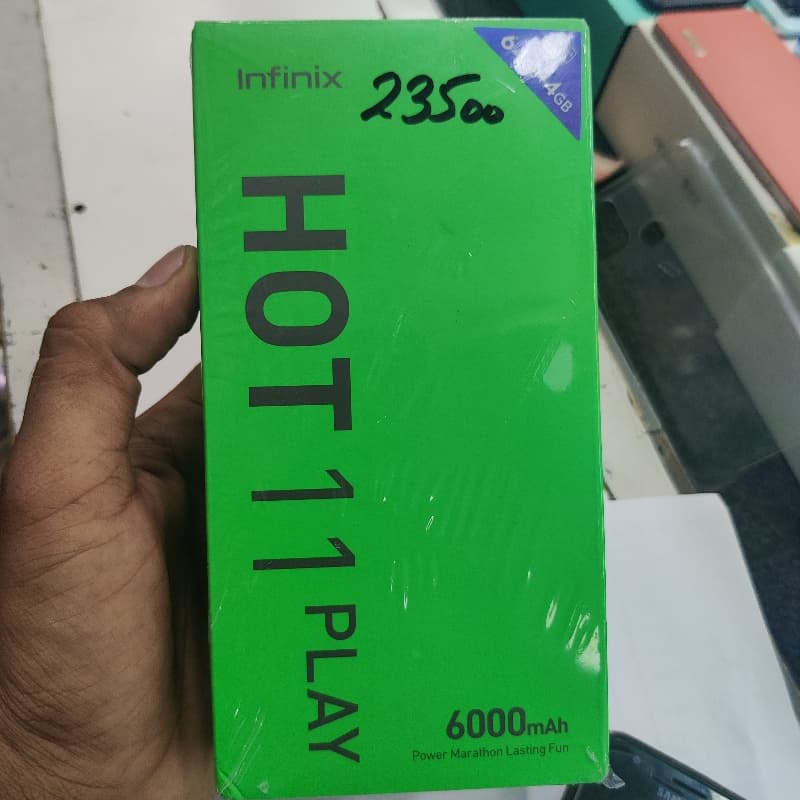 Infinix
23500
4GB
HOT 11 PLAY
6000mAh
Power Marathon Lasting Fun